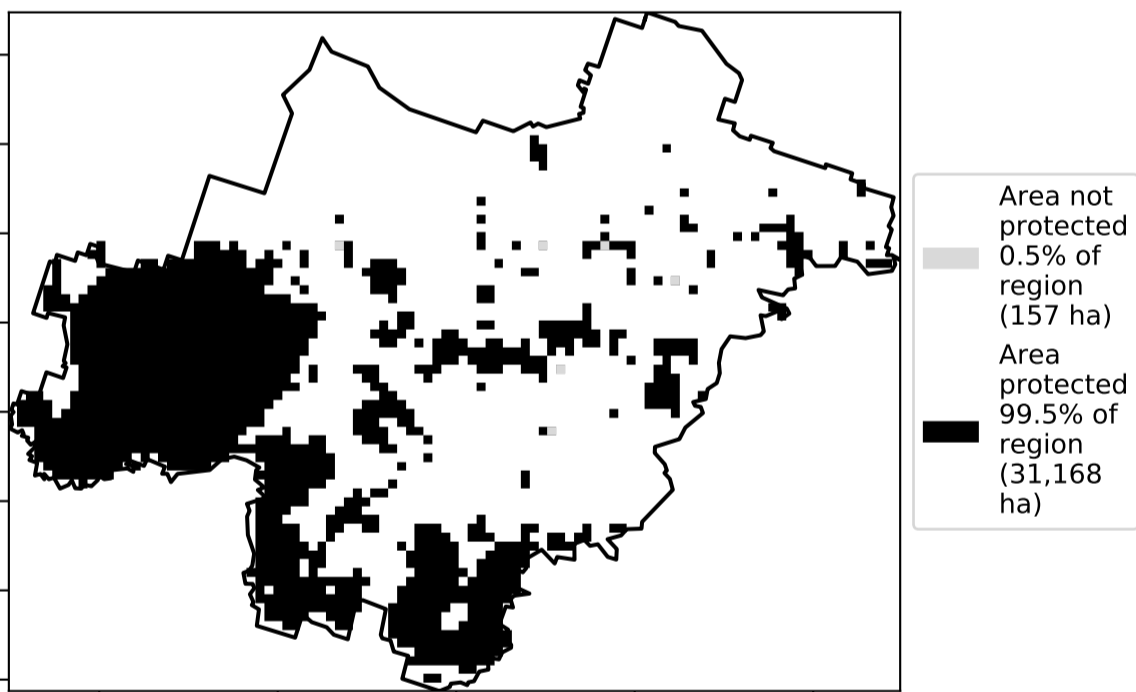 Area not
protected
0.5% of
region
(157 ha)
Area
protected
99.5% of
region
(31,168
ha)